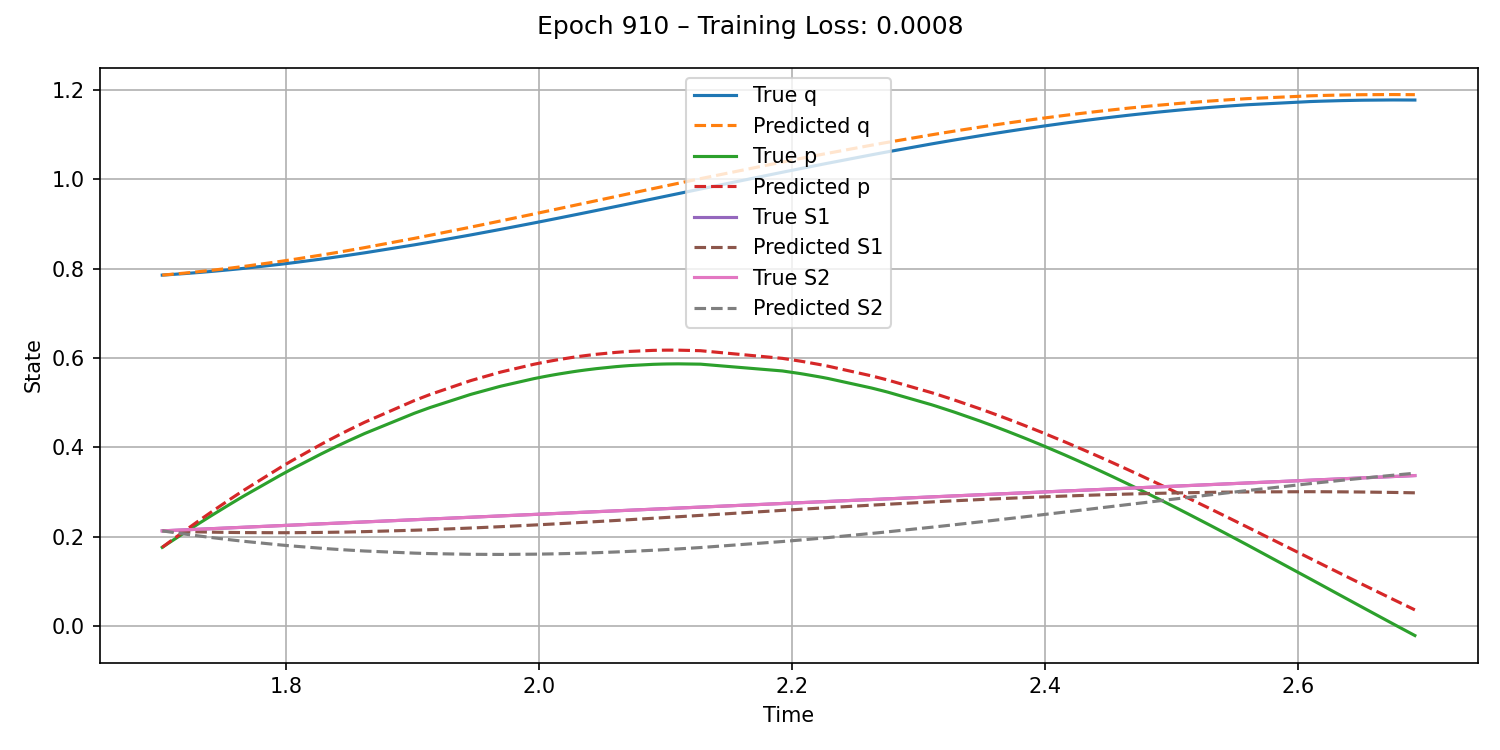 Epoch 910 – Training Loss: 0.0008
1.2
1.0
0.8
0.6
0.4
0.2
0.0
State
True q
Predicted q
True p
Predicted p
True S1
Predicted S1
True S2
Predicted S2
1.8
2.0
2.2
2.4
2.6
Time